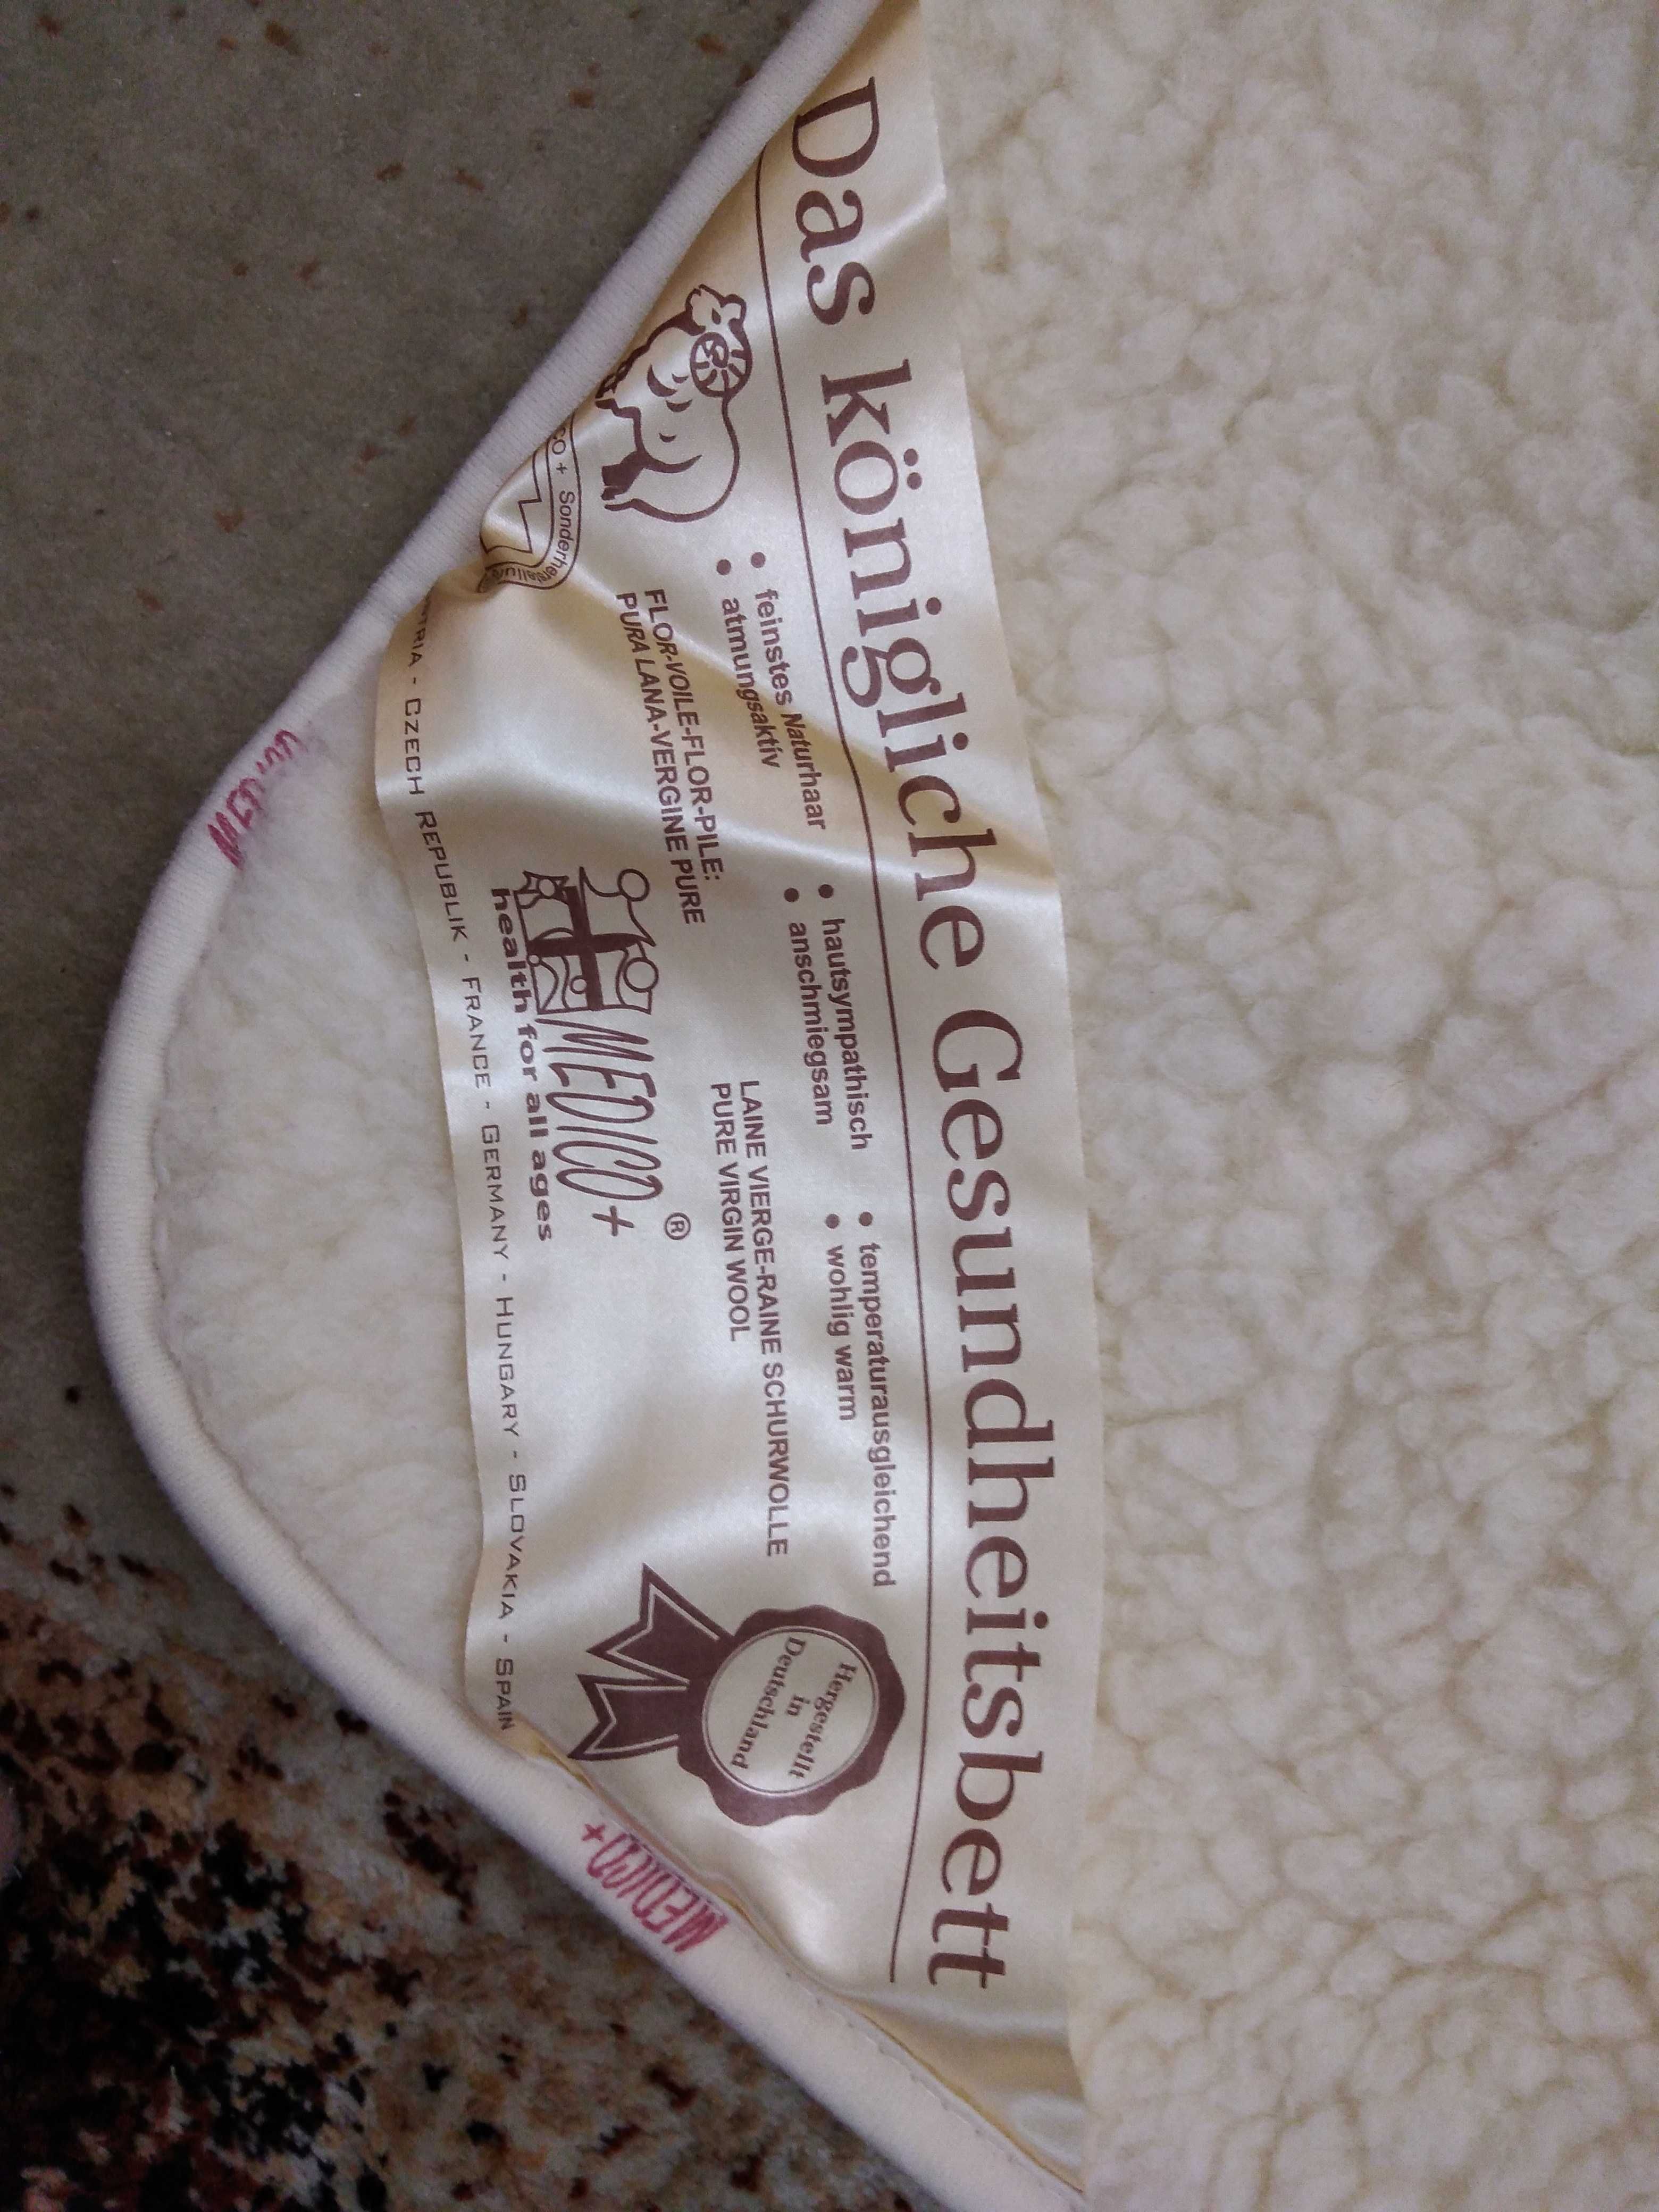 Das königliche Gesundheitsbett
• feinstes Naturhaar • hautsympathisch • temperaturausgleichend
• atmungsaktiv • anschmiegsam • wohlig warm
FLOR-VOILE-FLOR-PILE:
PURA LANA-VERGINE PURE
LAINE VIERGE-RAINE SCHURWOLLE
PURE VIRGIN WOOL
Hergestellt
in
Deutschland
MEDICO+ ®
health for all ages
CZECH REPUBLIK - FRANCE - GERMANY - HUNGARY - SLOVAKIA - SPAIN
MEDICO+